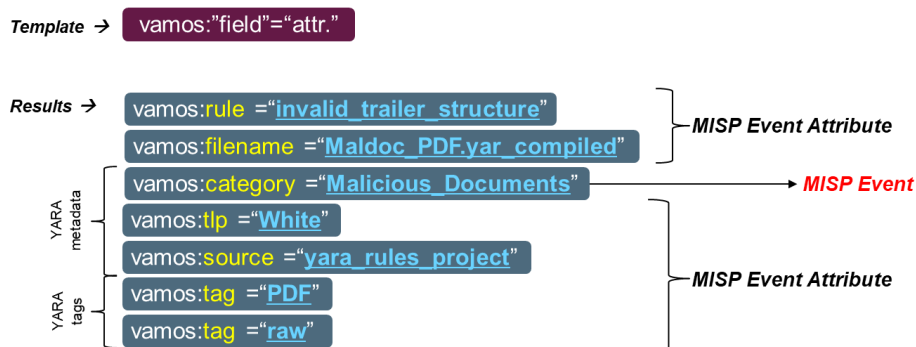 Template → vamos:”field”=“attr.”
Results → vamos:rule =“invalid_trailer_structure”
vamos:filename =“Maldoc_PDF.yar_compiled”
MISP Event Attribute
vamos:category =“Malicious_Documents”
MISP Event
YARA
metadata
vamos:tlp =“White”
vamos:source =“yara_rules_project”
MISP Event Attribute
YARA
tags
vamos:tag =“PDF”
vamos:tag =“raw”